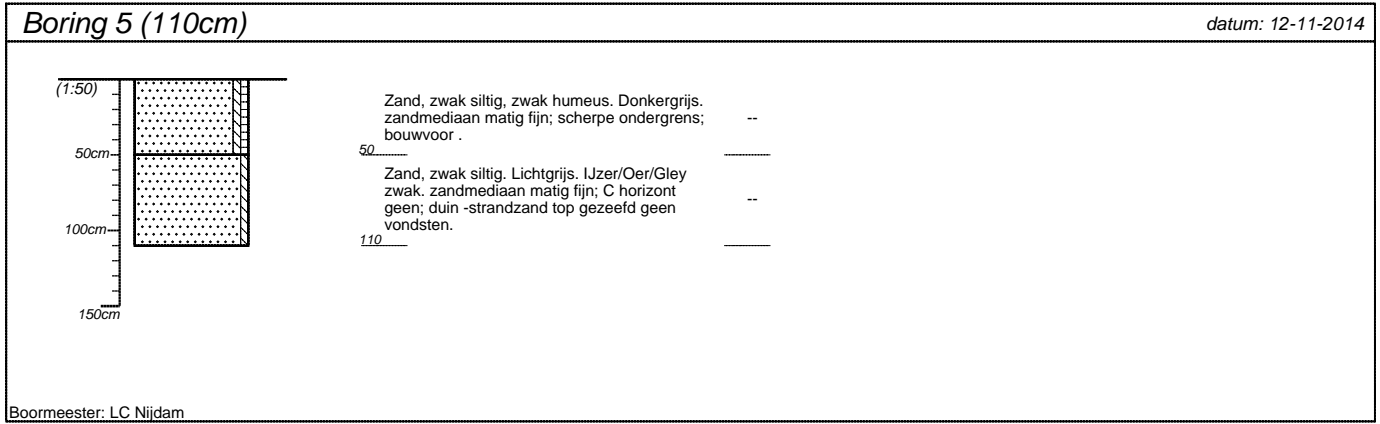 Boring 5 (110cm)
datum: 12-11-2014
(1:50)
50cm
100cm
150cm
Zand, zwak siltig, zwak humeus. Donkergrijs.
zandmediaan matig fijn; scherpe ondergrens;
bouwvoor .
--
50
Zand, zwak siltig. Lichtgrijs. IJzer/Oer/Gley
zwak. zandmediaan matig fijn; C horizont
geen; duin -strandzand top gezeefd geen
vondsten.
--
110
Boormeester: LC Nijdam